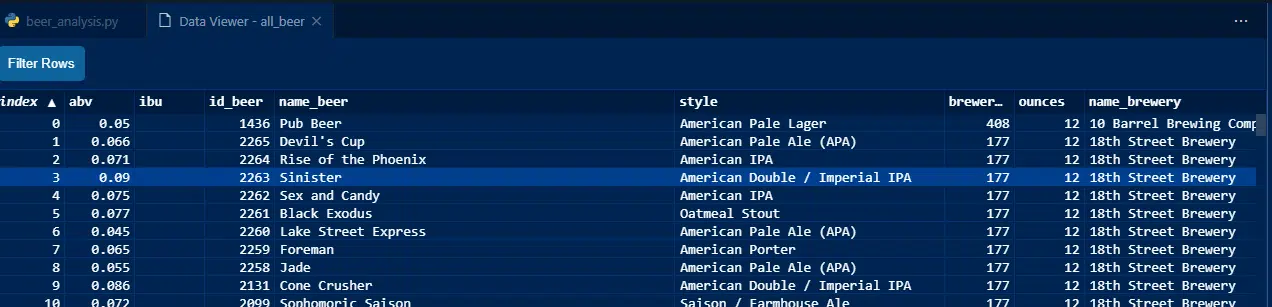 beer_analysis.py Data Viewer - all_beer × ...
Filter Rows
index ▲ abv ibu id_beer name_beer style brewer… ounces name_brewery
0 0.05 1436 Pub Beer American Pale Lager 408 12 10 Barrel Brewing Comp
1 0.066 2265 Devil's Cup American Pale Ale (APA) 177 12 18th Street Brewery
2 0.071 2264 Rise of the Phoenix American IPA 177 12 18th Street Brewery
3 0.09 2263 Sinister American Double / Imperial IPA 177 12 18th Street Brewery
4 0.075 2262 Sex and Candy American IPA 177 12 18th Street Brewery
5 0.077 2261 Black Exodus Oatmeal Stout 177 12 18th Street Brewery
6 0.045 2260 Lake Street Express American Pale Ale (APA) 177 12 18th Street Brewery
7 0.065 2259 Foreman American Porter 177 12 18th Street Brewery
8 0.055 2258 Jade American Pale Ale (APA) 177 12 18th Street Brewery
9 0.086 2131 Cone Crusher American Double / Imperial IPA 177 12 18th Street Brewery
10 0.072 2099 Sophomoric Saison Saison / Farmhouse Ale 177 12 18th Street Brewery